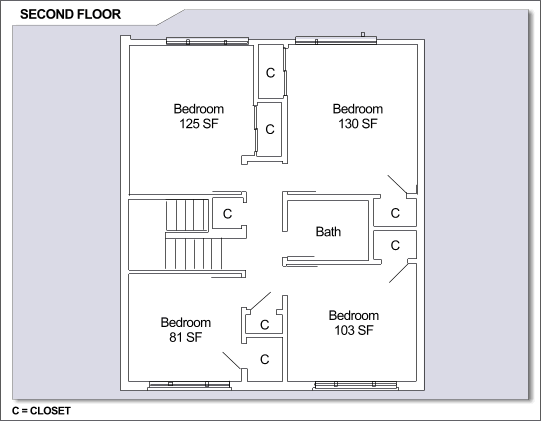 SECOND FLOOR
C
Bedroom
125 SF
Bedroom
130 SF
C
C
C
Bath
C
Bedroom
81 SF
C
Bedroom
103 SF
C
C = CLOSET